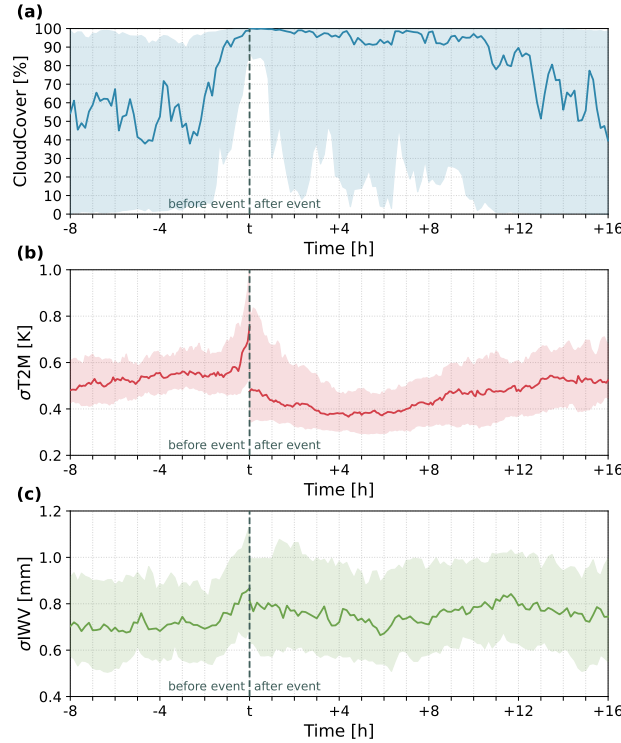 (a)
100
90
80
70
60
50
40
30
20
10
0
CloudCover [%]
before event after event
-8 -4 t +4 +8 +12 +16
Time [h]
(b)
1.0
0.8
0.6
0.4
0.2
σT2M [K]
before event after event
-8 -4 t +4 +8 +12 +16
Time [h]
(c)
1.2
1.0
0.8
0.6
0.4
σIWV [mm]
before event after event
-8 -4 t +4 +8 +12 +16
Time [h]